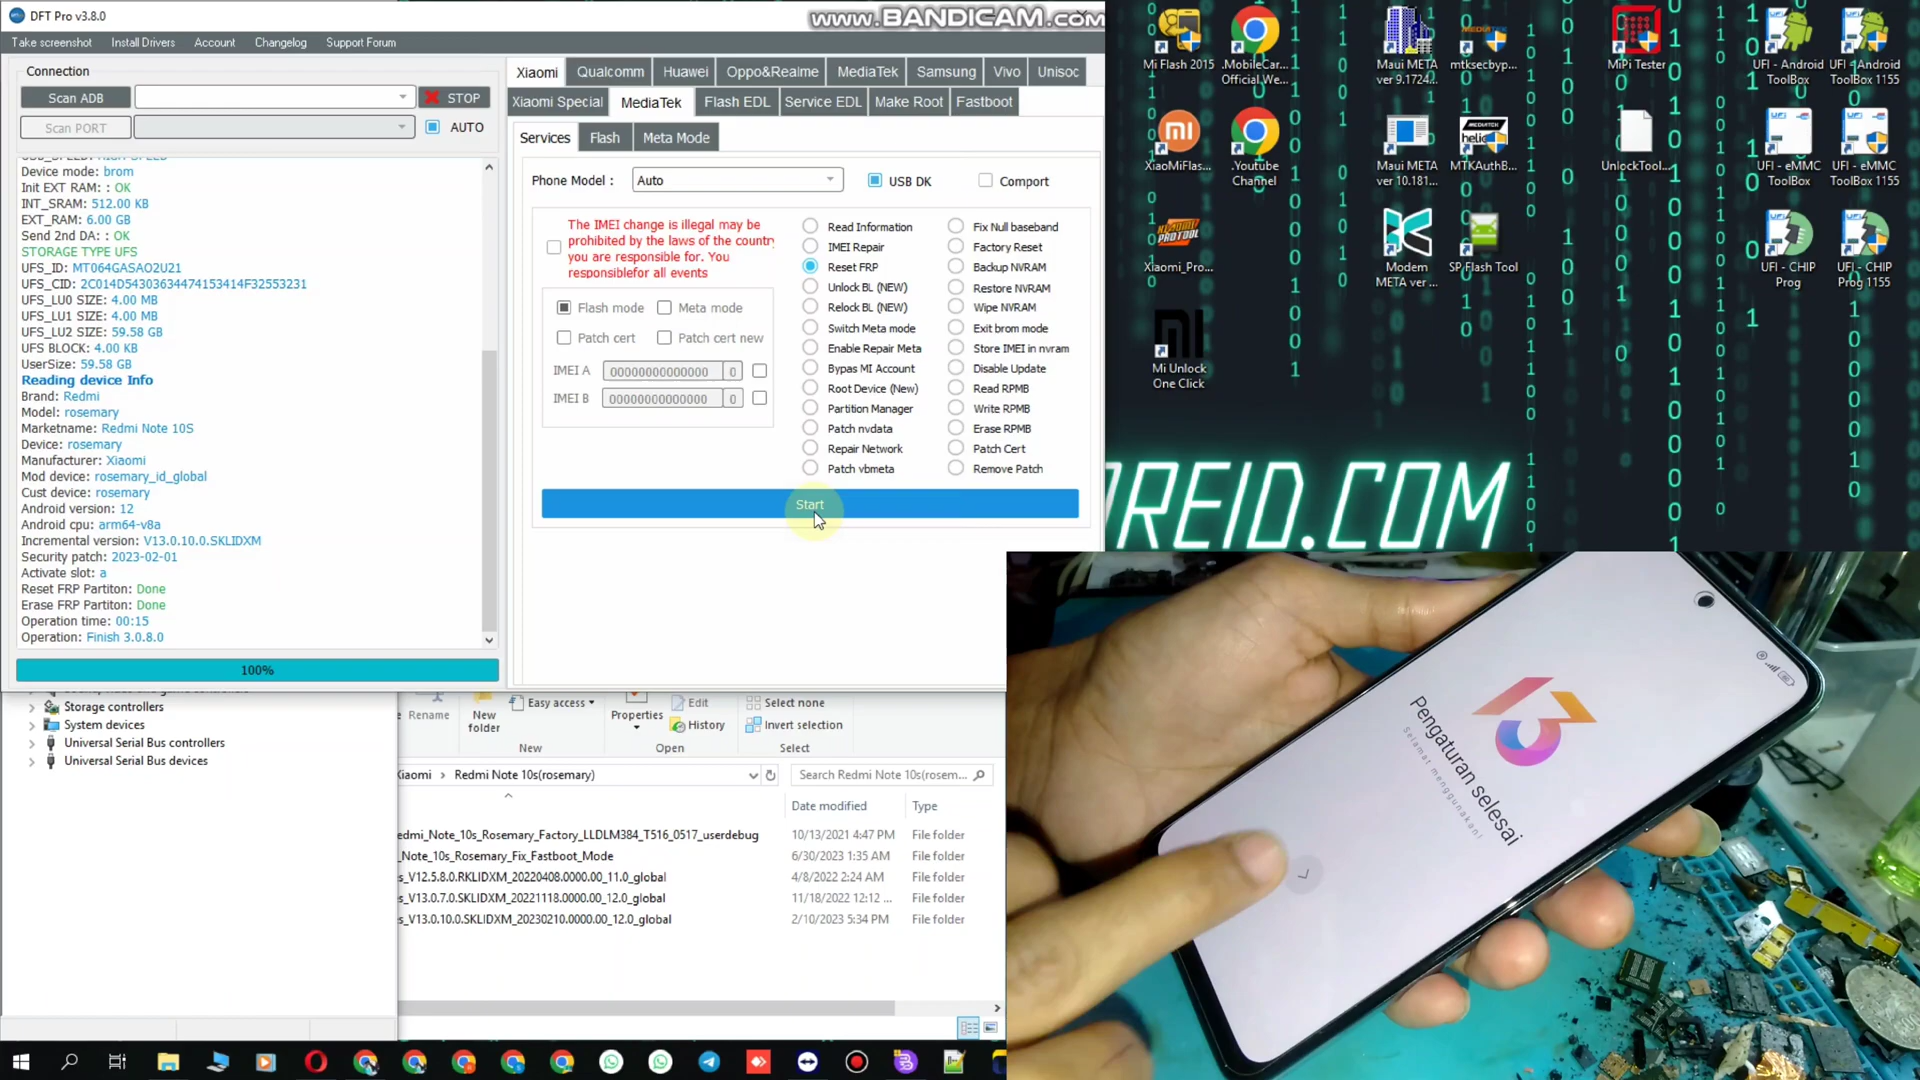 DFT Pro v3.8.0
www.BANDICAM.com
Take screenshot Install Drivers Account Changelog Support Forum
Connection
Scan ADB STOP
Scan PORT AUTO
USB_SPEED: HIGH-SPEED
Device mode: brom
Init EXT RAM: : OK
INT_SRAM: 512.00 KB
EXT_RAM: 6.00 GB
Send 2nd DA: : OK
STORAGE TYPE UFS
UFS_ID: MT064GASAO2U21
UFS_CID: 2C014D54303634474153414F32553231
UFS_LU0 SIZE: 4.00 MB
UFS_LU1 SIZE: 4.00 MB
UFS_LU2 SIZE: 59.58 GB
UFS BLOCK: 4.00 KB
UserSize: 59.58 GB
Reading device Info
Brand: Redmi
Model: rosemary
Marketname: Redmi Note 10S
Device: rosemary
Manufacturer: Xiaomi
Mod device: rosemary_id_global
Cust device: rosemary
Android version: 12
Android cpu: arm64-v8a
Incremental version: V13.0.10.0.SKLIDXM
Security patch: 2023-02-01
Activate slot: a
Reset FRP Partiton: Done
Erase FRP Partiton: Done
Operation time: 00:15
Operation: Finish 3.0.8.0
100%
Xiaomi Qualcomm Huawei Oppo&Realme MediaTek Samsung Vivo Unisoc
Xiaomi Special MediaTek Flash EDL Service EDL Make Root Fastboot
Services Flash Meta Mode
Phone Model : Auto USB DK Comport
The IMEI change is illegal may be
prohibited by the laws of the country
you are responsible for. You
responsiblefor all events
Flash mode Meta mode
Patch cert Patch cert new
IMEI A 00000000000000 0
IMEI B 00000000000000 0
Read Information Fix Null baseband
IMEI Repair Factory Reset
Reset FRP Backup NVRAM
Unlock BL (NEW) Restore NVRAM
Relock BL (NEW) Wipe NVRAM
Switch Meta mode Exit brom mode
Enable Repair Meta Store IMEI in nvram
Bypas MI Account Disable Update
Root Device (New) Read RPMB
Partition Manager Write RPMB
Patch nvdata Erase RPMB
Repair Network Patch Cert
Patch vbmeta Remove Patch
Start
Storage controllers
System devices
Universal Serial Bus controllers
Universal Serial Bus devices
Rename
New
folder
Easy access
New
Properties
Edit
History
Open
Select none
Invert selection
Select
Xiaomi › Redmi Note 10s(rosemary)
Search Redmi Note 10s(rosem...
Date modified Type
edmi_Note_10s_Rosemary_Factory_LLDLM384_T516_0517_userdebug 10/13/2021 4:47 PM File folder
_Note_10s_Rosemary_Fix_Fastboot_Mode 6/30/2023 1:35 AM File folder
s_V12.5.8.0.RKLIDXM_20220408.0000.00_11.0_global 4/8/2022 2:24 AM File folder
s_V13.0.7.0.SKLIDXM_20221118.0000.00_12.0_global 11/18/2022 12:12 ... File folder
s_V13.0.10.0.SKLIDXM_20230210.0000.00_12.0_global 2/10/2023 5:34 PM File folder
Mi Flash 2015
.MobileCar...
Official We...
Maui META
ver 9.1724...
MEDIATEK
mtksecbyp...
MiPi Tester
UFI - Android
ToolBox
UFI - Android
ToolBox 1155
XiaoMiFlas...
.Youtube
Channel
Maui META
ver 10.181...
MEDIATEK
helio
MTKAuthB...
UnlockTool...
UFI - eMMC
ToolBox
UFI - eMMC
ToolBox 1155
XIAOMI
PRO TOOL
Xiaomi_Pro...
Modem
META ver ...
SP Flash Tool
UFI - CHIP
Prog
UFI - CHIP
Prog 1155
Mi Unlock
One Click
OREID.COM
13
Pengaturan selesai
Selamat menggunakan!